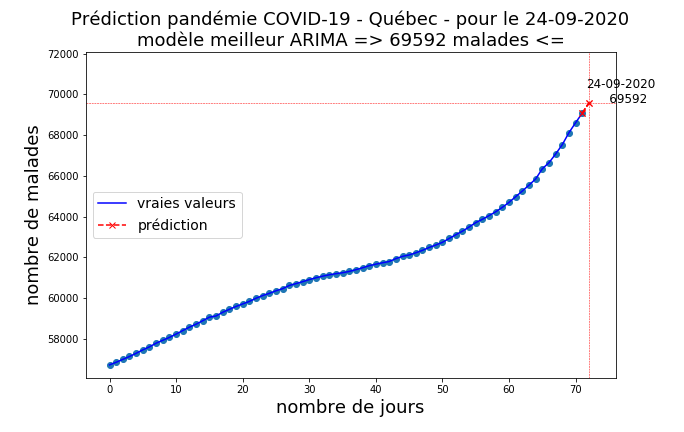 Prédiction pandémie COVID-19 - Québec - pour le 24-09-2020
modèle meilleur ARIMA => 69592 malades <=
72000
70000
68000
66000
64000
62000
60000
58000
nombre de malades
24-09-2020
69592
vraies valeurs
prédiction
0 10 20 30 40 50 60 70
nombre de jours